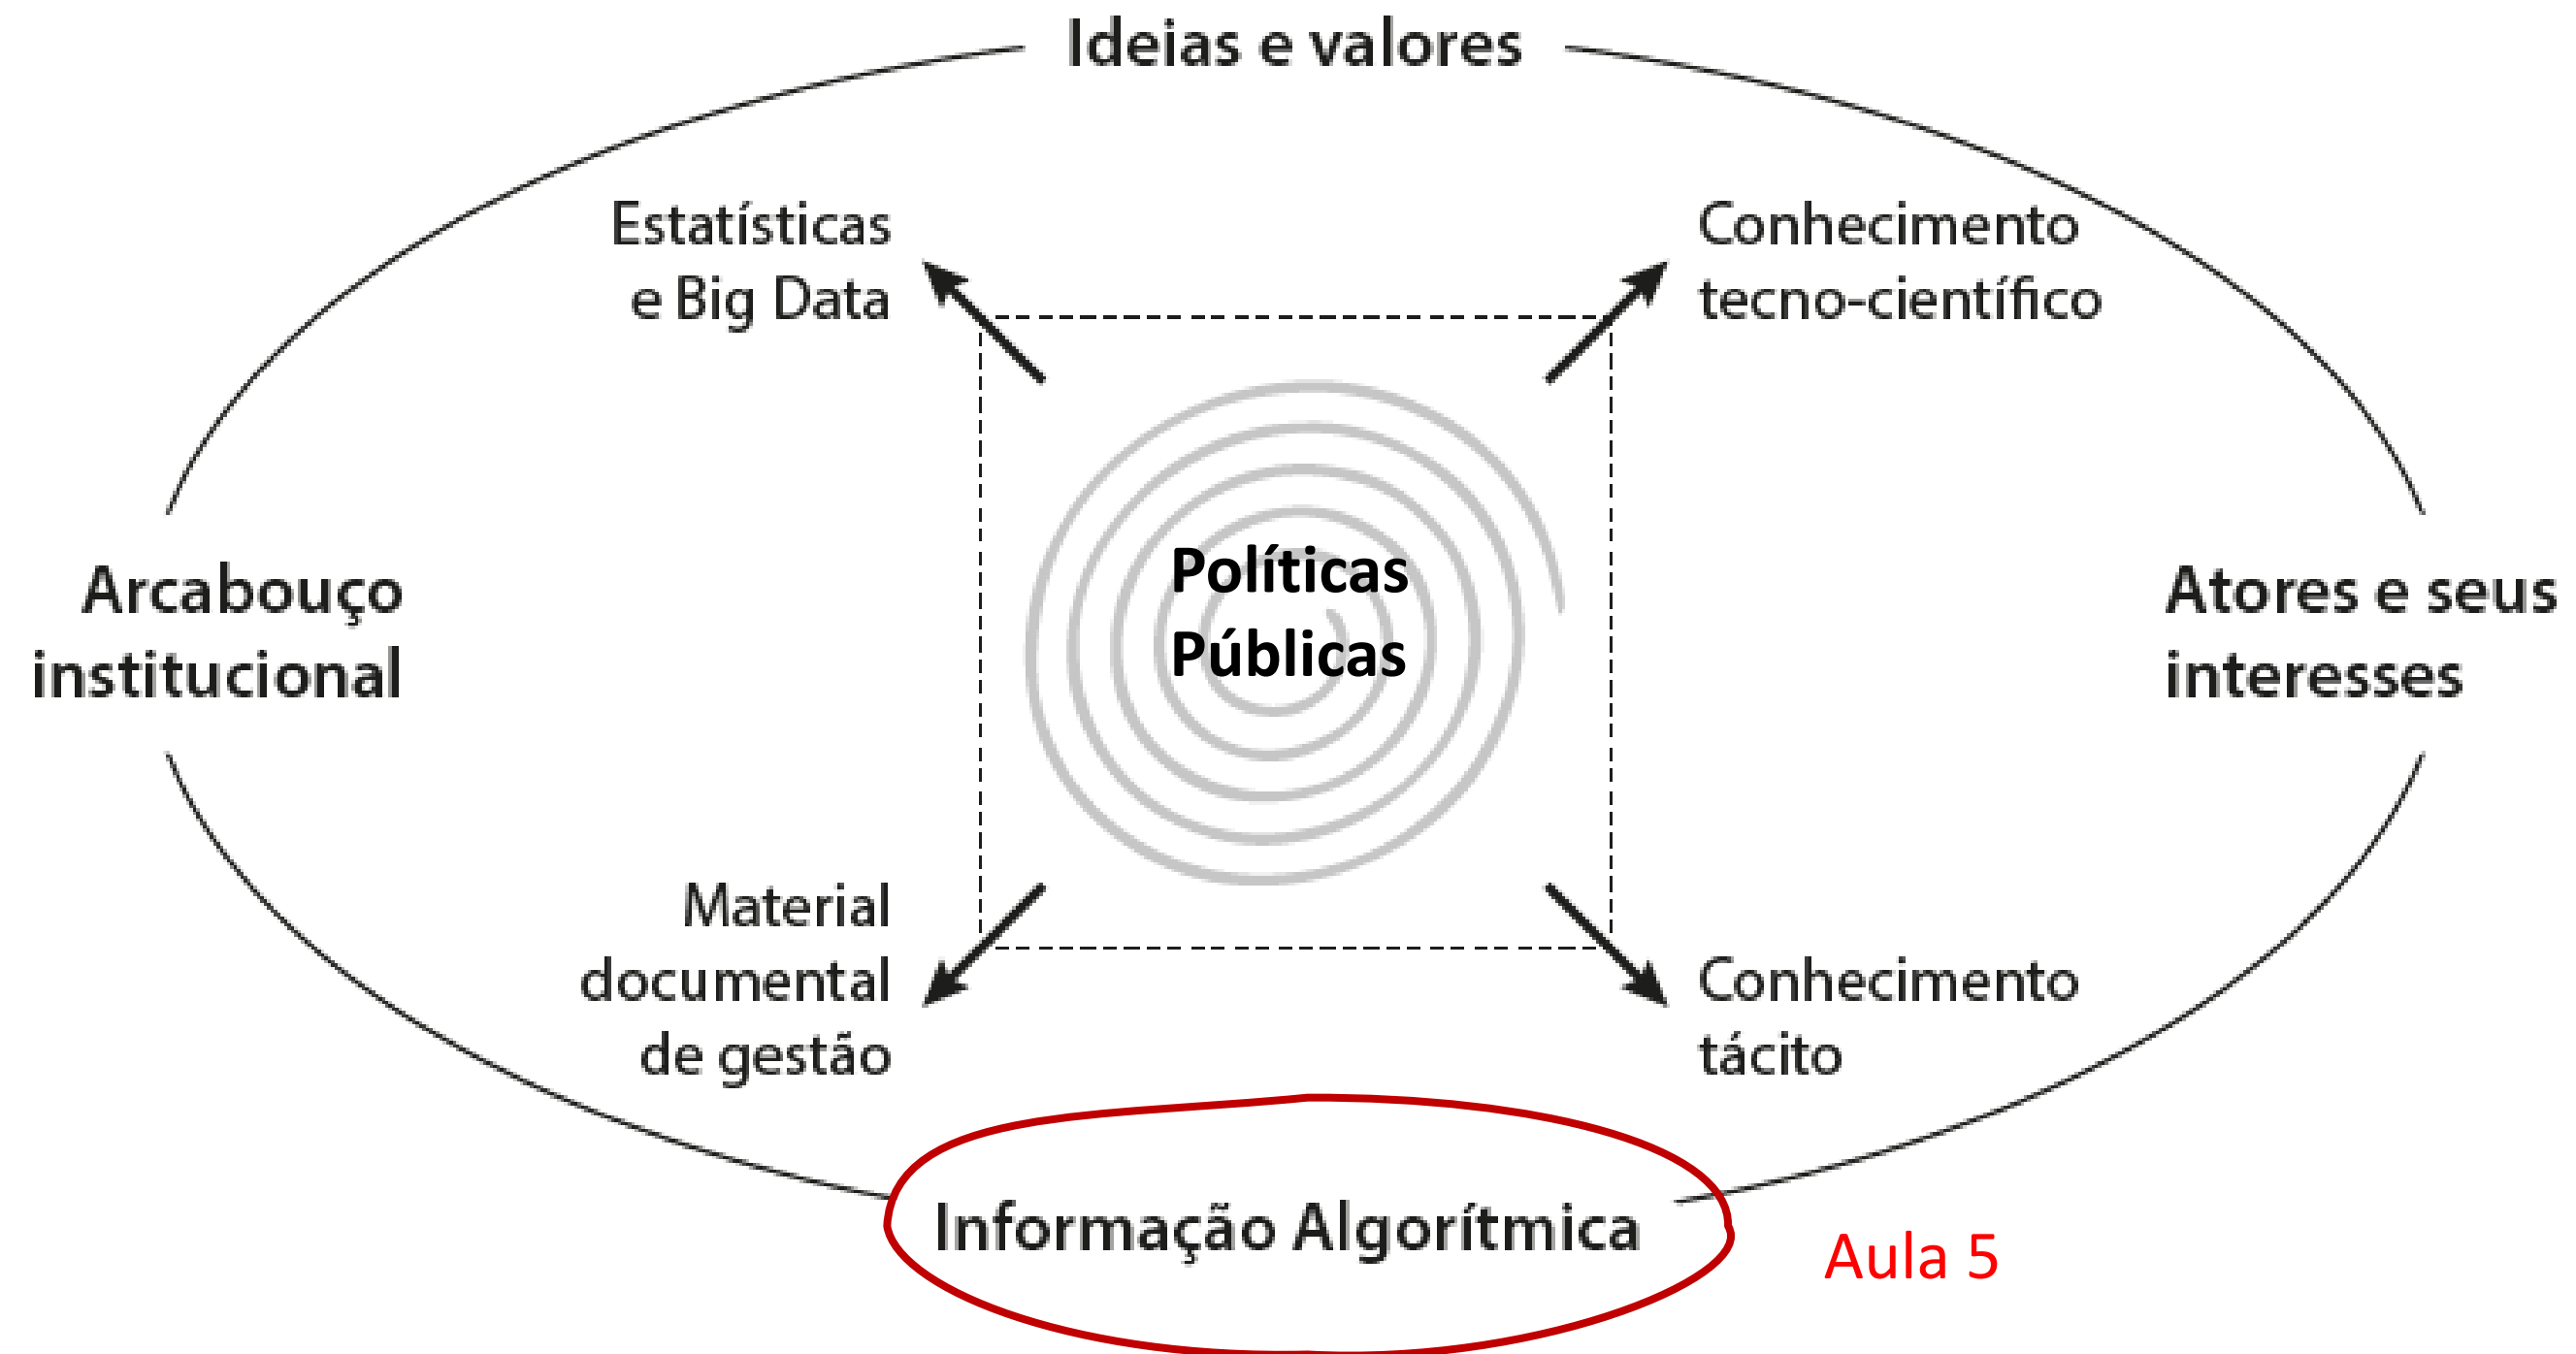 Ideias e valores
Estatísticas
e Big Data
Conhecimento
tecno-científico
Arcabouço
institucional
Políticas
Públicas
Atores e seus
interesses
Material
documental
de gestão
Conhecimento
tácito
Informação Algorítmica
Aula 5